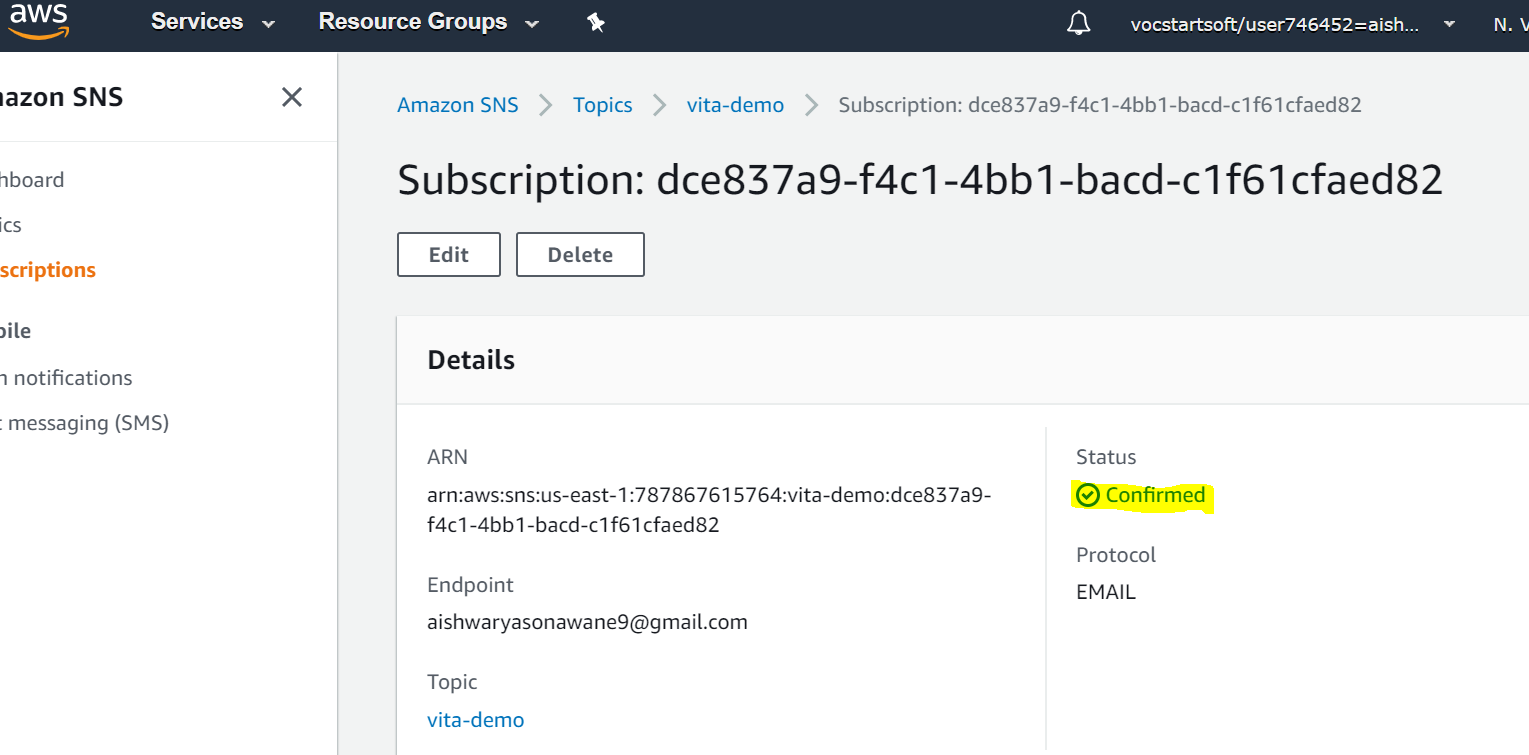 aws Services Resource Groups vocstartsoft/user746452=aish... N. V
azon SNS
Amazon SNS Topics vita-demo Subscription: dce837a9-f4c1-4bb1-bacd-c1f61cfaed82
Subscription: dce837a9-f4c1-4bb1-bacd-c1f61cfaed82
Edit Delete
hboard
ics
scriptions
bile
n notifications
t messaging (SMS)
Details
ARN
arn:aws:sns:us-east-1:787867615764:vita-demo:dce837a9-
f4c1-4bb1-bacd-c1f61cfaed82
Endpoint
aishwaryasonawane9@gmail.com
Topic
vita-demo
Status
Confirmed
Protocol
EMAIL